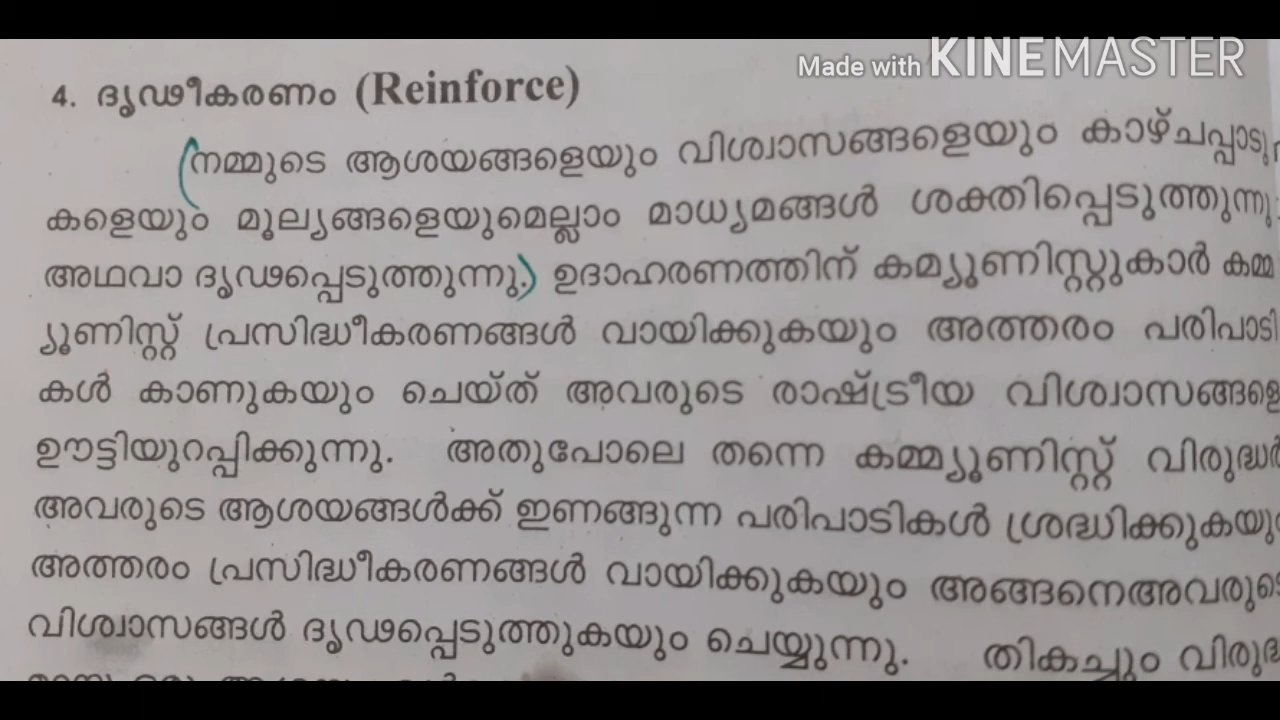 Made with KINEMASTER
4. ദൃഢീകരണം (Reinforce)
(നമ്മുടെ ആശയങ്ങളെയും വിശ്വാസങ്ങളെയും കാഴ്ചപ്പാടു
കളെയും മൂല്യങ്ങളെയുമെല്ലാം മാധ്യമങ്ങൾ ശക്തിപ്പെടുത്തുന്നു
അഥവാ ദൃഢപ്പെടുത്തുന്നു.) ഉദാഹരണത്തിന് കമ്യൂണിസ്റ്റുകാർ കമ്മ
്യൂണിസ്റ്റ് പ്രസിദ്ധീകരണങ്ങൾ വായിക്കുകയും അത്തരം പരിപാടി
കൾ കാണുകയും ചെയ്ത് അവരുടെ രാഷ്ട്രീയ വിശ്വാസങ്ങളെ
ഊട്ടിയുറപ്പിക്കുന്നു. അതുപോലെ തന്നെ കമ്മ്യൂണിസ്റ്റ് വിരുദ്ധർ
അവരുടെ ആശയങ്ങൾക്ക് ഇണങ്ങുന്ന പരിപാടികൾ ശ്രദ്ധിക്കുകയും
അത്തരം പ്രസിദ്ധീകരണങ്ങൾ വായിക്കുകയും അങ്ങനെഅവരുടെ
വിശ്വാസങ്ങൾ ദൃഢപ്പെടുത്തുകയും ചെയ്യുന്നു. തികച്ചും വിരുദ്ധ